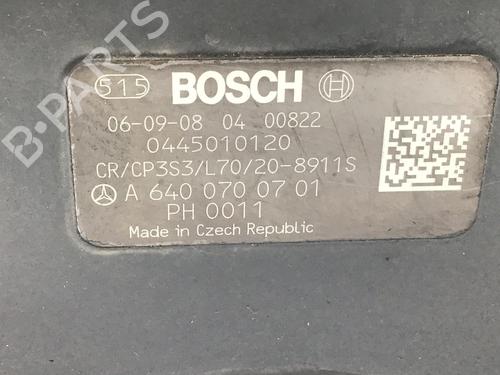 515 BOSCH
06-09-08 04 00822
0445010120
CR/CP3S3/L70/20-8911S
A 640 070 07 01
PH 0011
Made in Czech Republic
B-PARTS